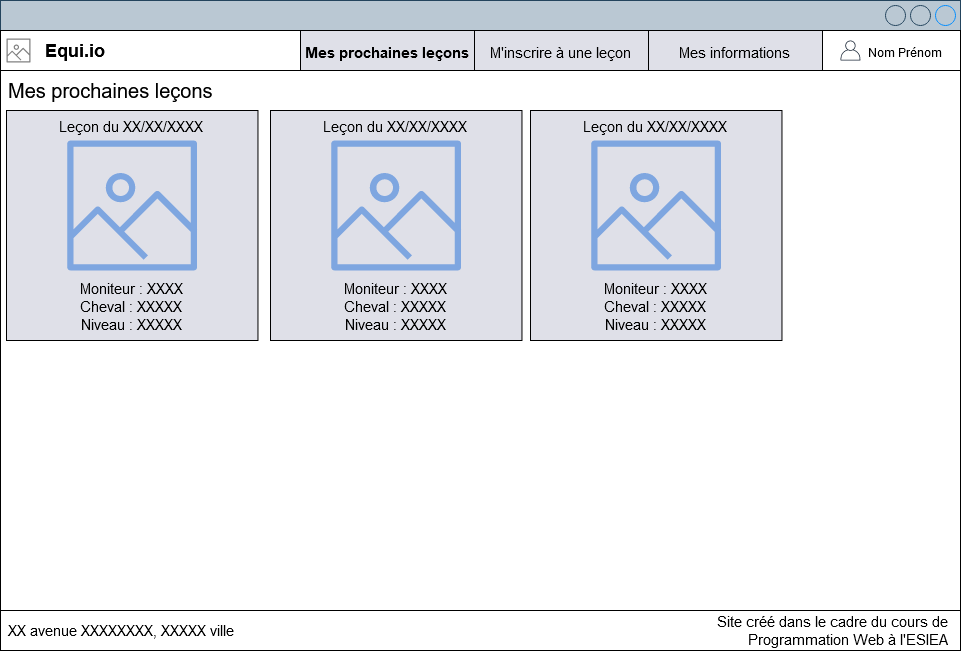 Equi.io
Mes prochaines leçons
M'inscrire à une leçon
Mes informations
Nom Prénom
Mes prochaines leçons
Leçon du XX/XX/XXXX
Moniteur : XXXX
Cheval : XXXXX
Niveau : XXXXX
Leçon du XX/XX/XXXX
Moniteur : XXXX
Cheval : XXXXX
Niveau : XXXXX
Leçon du XX/XX/XXXX
Moniteur : XXXX
Cheval : XXXXX
Niveau : XXXXX
XX avenue XXXXXXXX, XXXXX ville
Site créé dans le cadre du cours de
Programmation Web à l'ESIEA